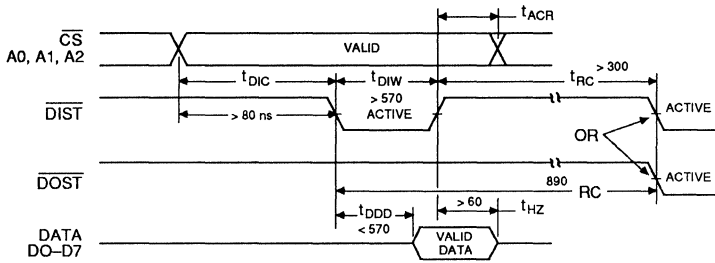 tACR
CS
A0, A1, A2
VALID
tDIC
tDIW
tRC
> 300
DIST
> 80 ns
> 570
ACTIVE
ACTIVE
OR
DOST
ACTIVE
890
RC
tDDD
< 570
> 60
tHZ
DATA
DO–D7
VALID
DATA